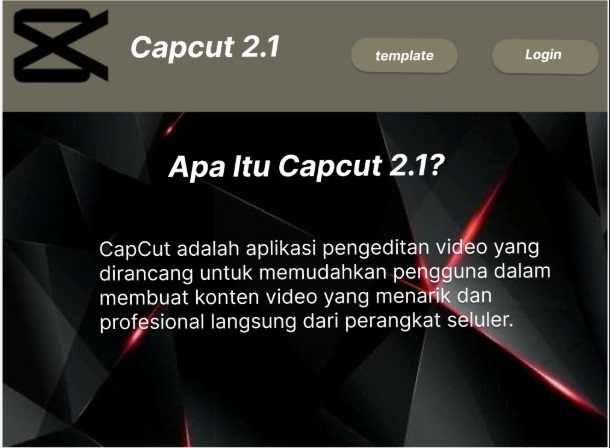 Capcut 2.1
template
Login
Apa Itu Capcut 2.1?
CapCut adalah aplikasi pengeditan video yang
dirancang untuk memudahkan pengguna dalam
membuat konten video yang menarik dan
profesional langsung dari perangkat seluler.